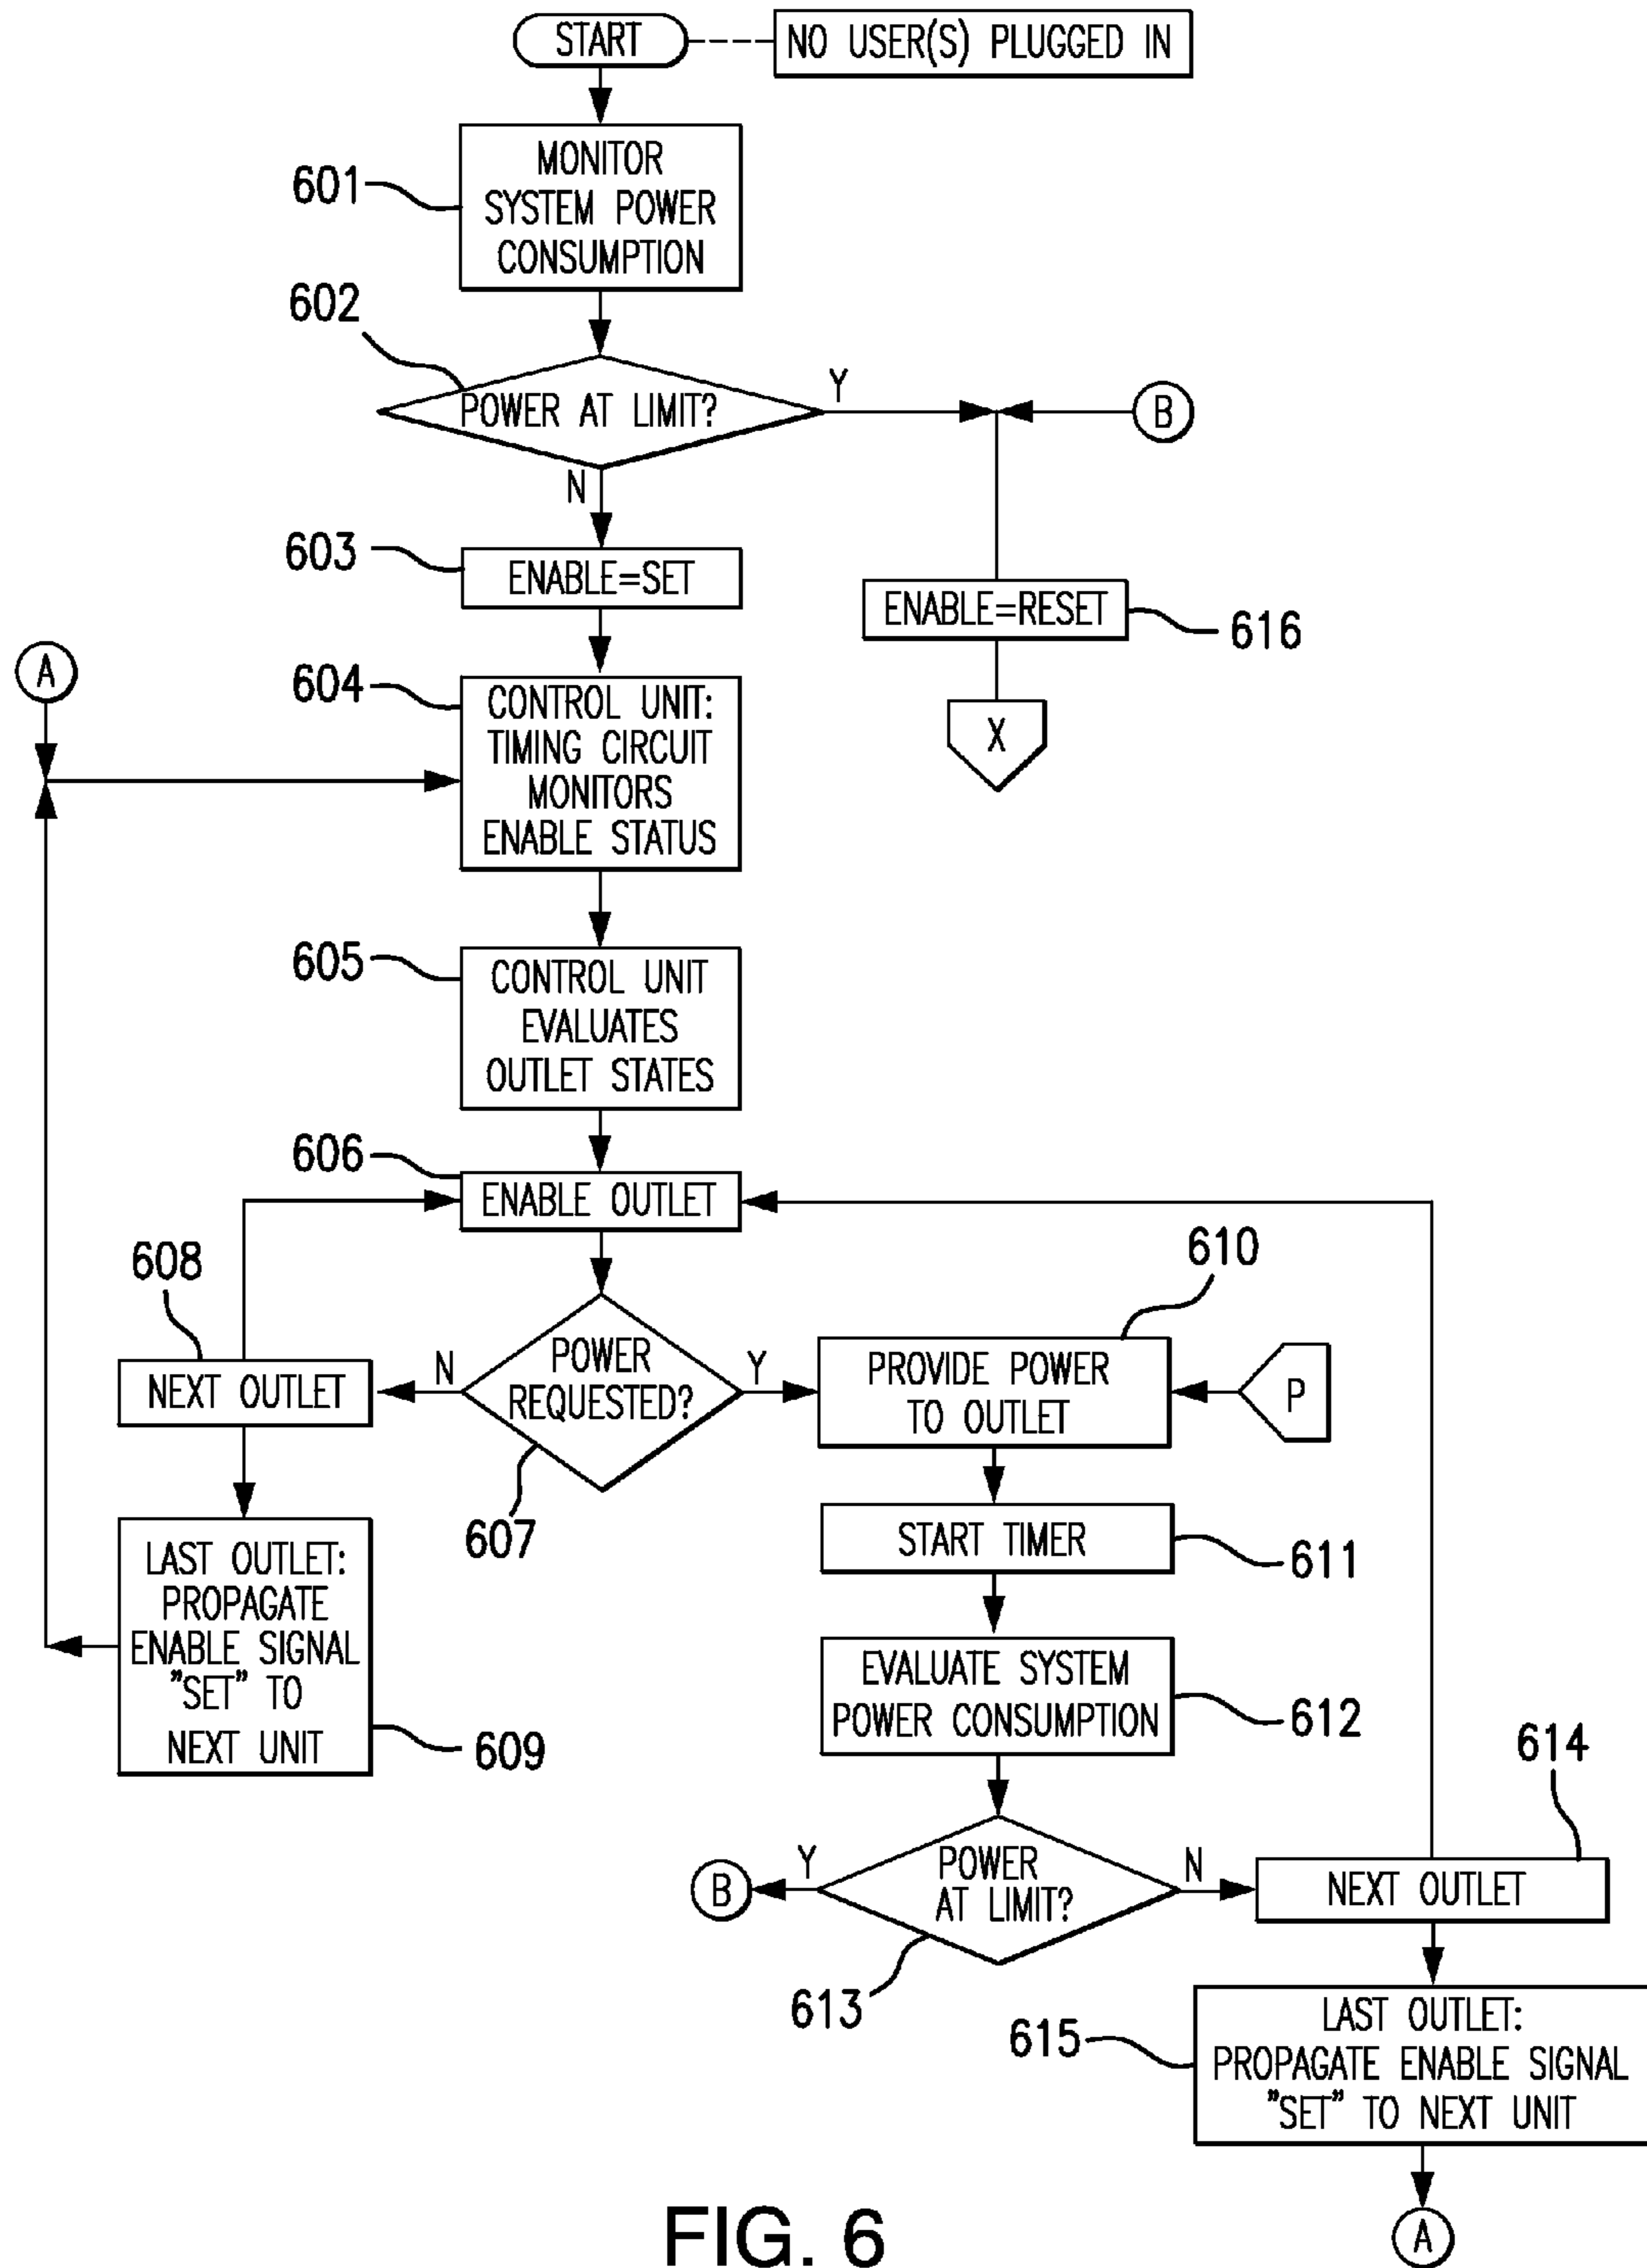 START
NO USER(S) PLUGGED IN
601
MONITOR
SYSTEM POWER
CONSUMPTION
602
POWER AT LIMIT?
Y
B
N
603
ENABLE=SET
ENABLE=RESET
616
A
604
CONTROL UNIT:
TIMING CIRCUIT
MONITORS
ENABLE STATUS
X
605
CONTROL UNIT
EVALUATES
OUTLET STATES
606
ENABLE OUTLET
608
NEXT OUTLET
N
POWER
REQUESTED?
Y
607
610
PROVIDE POWER
TO OUTLET
P
LAST OUTLET:
PROPAGATE
ENABLE SIGNAL
"SET" TO
NEXT UNIT
609
START TIMER
611
EVALUATE SYSTEM
POWER CONSUMPTION
612
B
Y
POWER
AT LIMIT?
N
613
614
NEXT OUTLET
615
LAST OUTLET:
PROPAGATE ENABLE SIGNAL
"SET" TO NEXT UNIT
A
FIG. 6